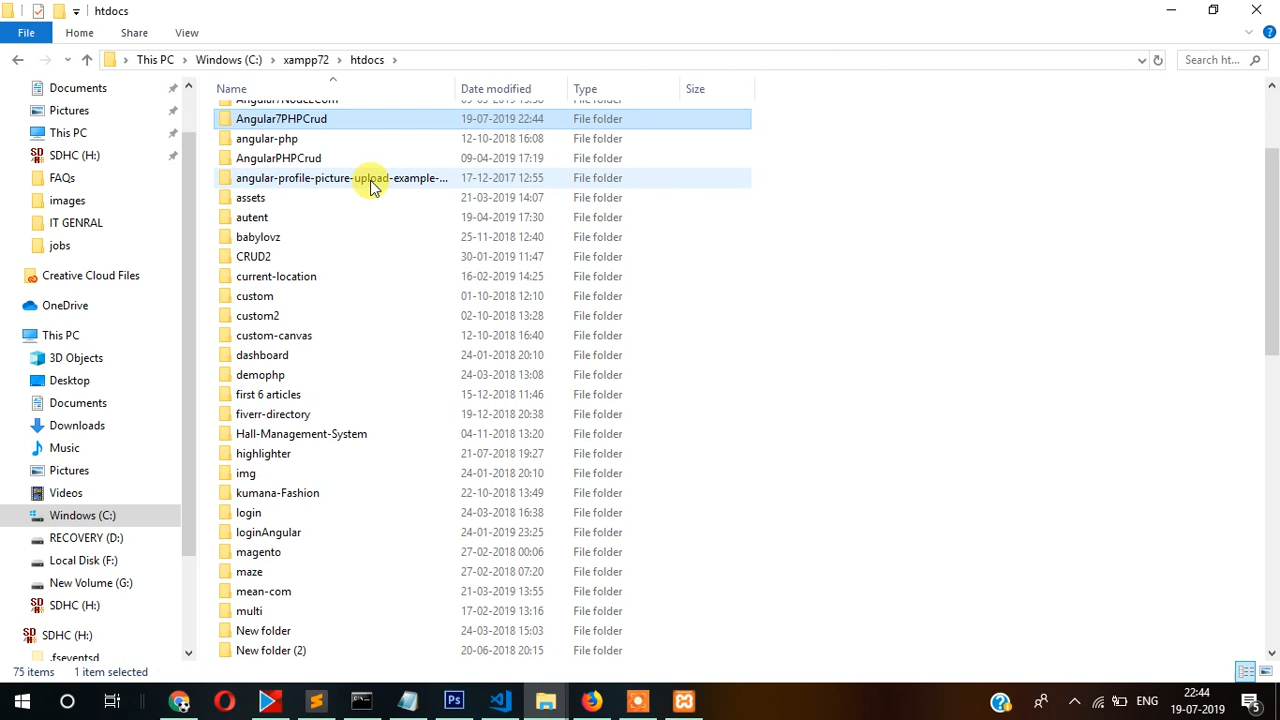 htdocs
File Home Share View
This PC Windows (C:) xampp72 htdocs Search ht...
Name Date modified Type Size
Documents
Pictures
This PC
SDHC (H:)
FAQs
images
IT GENRAL
jobs
Creative Cloud Files
OneDrive
This PC
3D Objects
Desktop
Documents
Downloads
Music
Pictures
Videos
Windows (C:)
RECOVERY (D:)
Local Disk (F:)
New Volume (G:)
SDHC (H:)
SDHC (H:)
.fseventsd
Angular7PHPCrud 19-07-2019 22:44 File folder
angular-php 12-10-2018 16:08 File folder
AngularPHPCrud 09-04-2019 17:19 File folder
angular-profile-picture-upload-example-... 17-12-2017 12:55 File folder
assets 21-03-2019 14:07 File folder
autent 19-04-2019 17:30 File folder
babylovz 25-11-2018 12:40 File folder
CRUD2 30-01-2019 11:47 File folder
current-location 16-02-2019 14:25 File folder
custom 01-10-2018 12:10 File folder
custom2 02-10-2018 13:28 File folder
custom-canvas 12-10-2018 16:40 File folder
dashboard 24-01-2018 20:10 File folder
demophp 24-03-2018 13:08 File folder
first 6 articles 15-12-2018 11:46 File folder
fiverr-directory 19-12-2018 20:38 File folder
Hall-Management-System 04-11-2018 13:20 File folder
highlighter 21-07-2018 19:27 File folder
img 24-01-2018 20:10 File folder
kumana-Fashion 22-10-2018 13:49 File folder
login 24-03-2018 16:38 File folder
loginAngular 24-01-2019 23:25 File folder
magento 27-02-2018 00:06 File folder
maze 27-02-2018 07:20 File folder
mean-com 21-03-2019 13:55 File folder
multi 17-02-2019 13:16 File folder
New folder 24-03-2018 15:03 File folder
New folder (2) 20-06-2018 20:15 File folder
75 items 1 item selected
Ps
ENG
22:44
19-07-2019
5